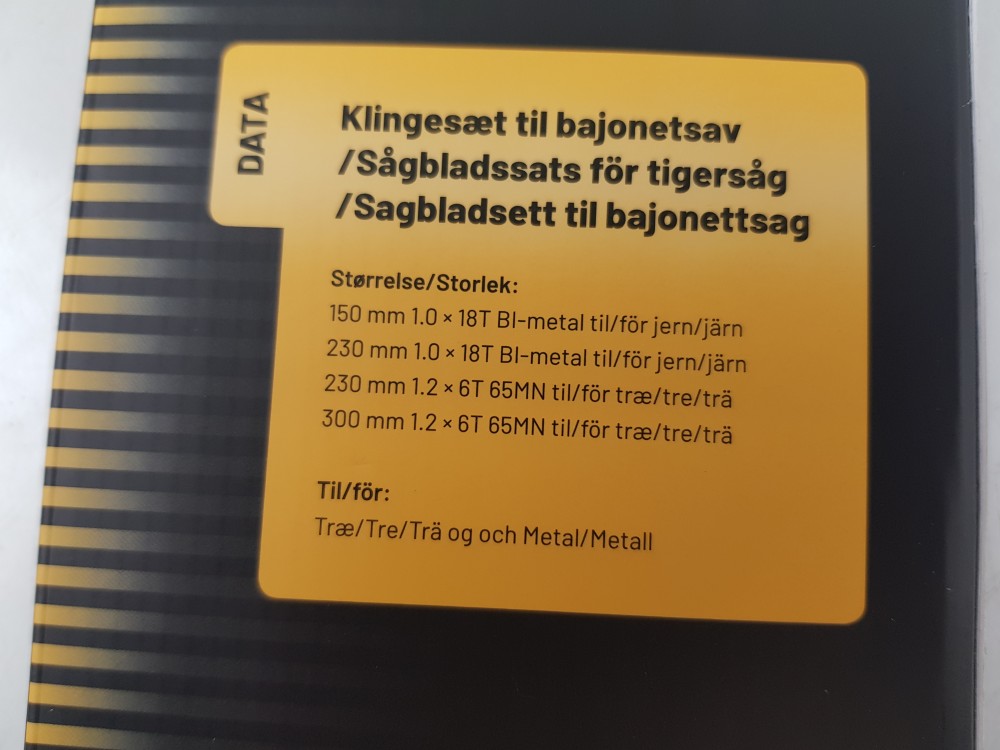 DATA
Klingesæt til bajonetsav
/Sågbladssats för tigersåg
/Sagbladsett til bajonettsag
Størrelse/Storlek:
150 mm 1.0 × 18T BI-metal til/för jern/järn
230 mm 1.0 × 18T BI-metal til/för jern/järn
230 mm 1.2 × 6T 65MN til/för træ/tre/trä
300 mm 1.2 × 6T 65MN til/för træ/tre/trä
Til/för:
Træ/Tre/Trä og och Metal/Metall